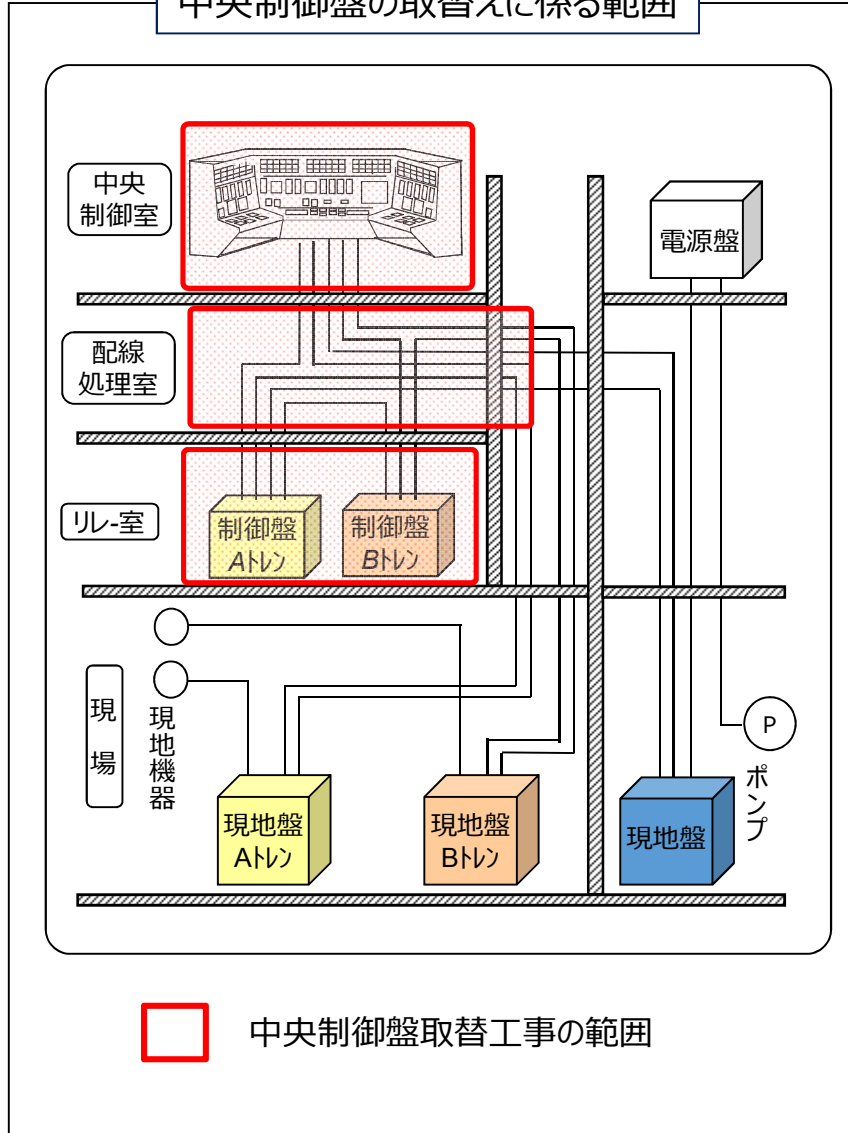 中央制御盤の取替えに係る範囲
中央
制御室
電源盤
配線
処理室
リレ-室
制御盤
Aトレン
制御盤
Bトレン
現
場
現地機器
P
ポンプ
現地盤
Aトレン
現地盤
Bトレン
現地盤
中央制御盤取替工事の範囲